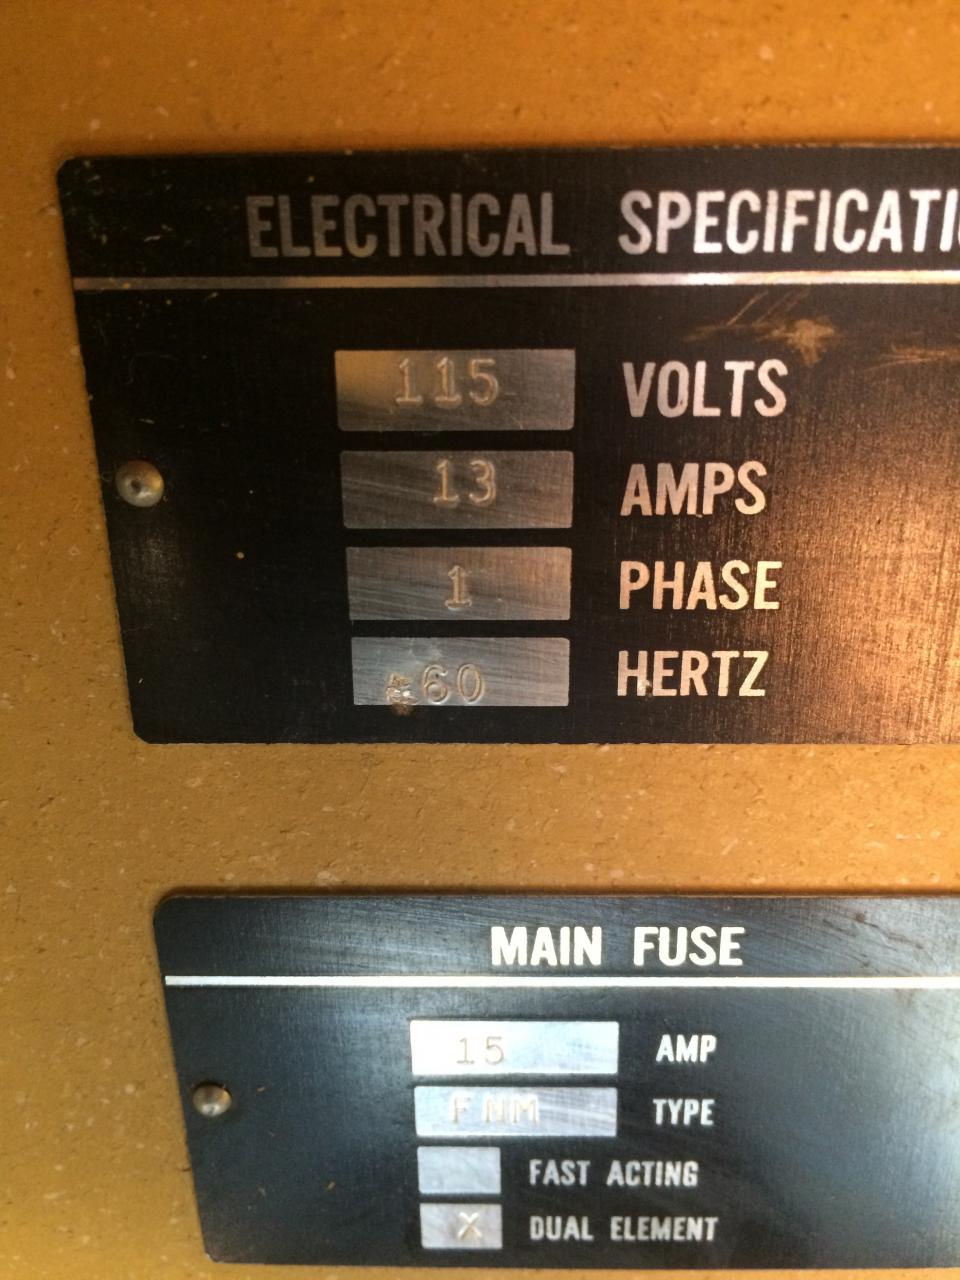 ELECTRICAL SPECIFICATI
115 VOLTS
13 AMPS
1 PHASE
60 HERTZ
MAIN FUSE
15 AMP
FNM TYPE
FAST ACTING
X DUAL ELEMENT